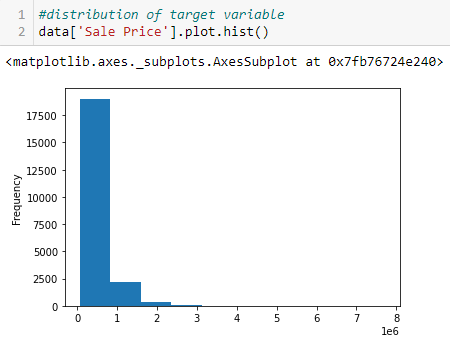 1 #distribution of target variable
2 data['Sale Price'].plot.hist()
<matplotlib.axes._subplots.AxesSubplot at 0x7fb76724e240>
17500
15000
12500
10000
7500
5000
2500
0
Frequency
0 1 2 3 4 5 6 7 8
1e6